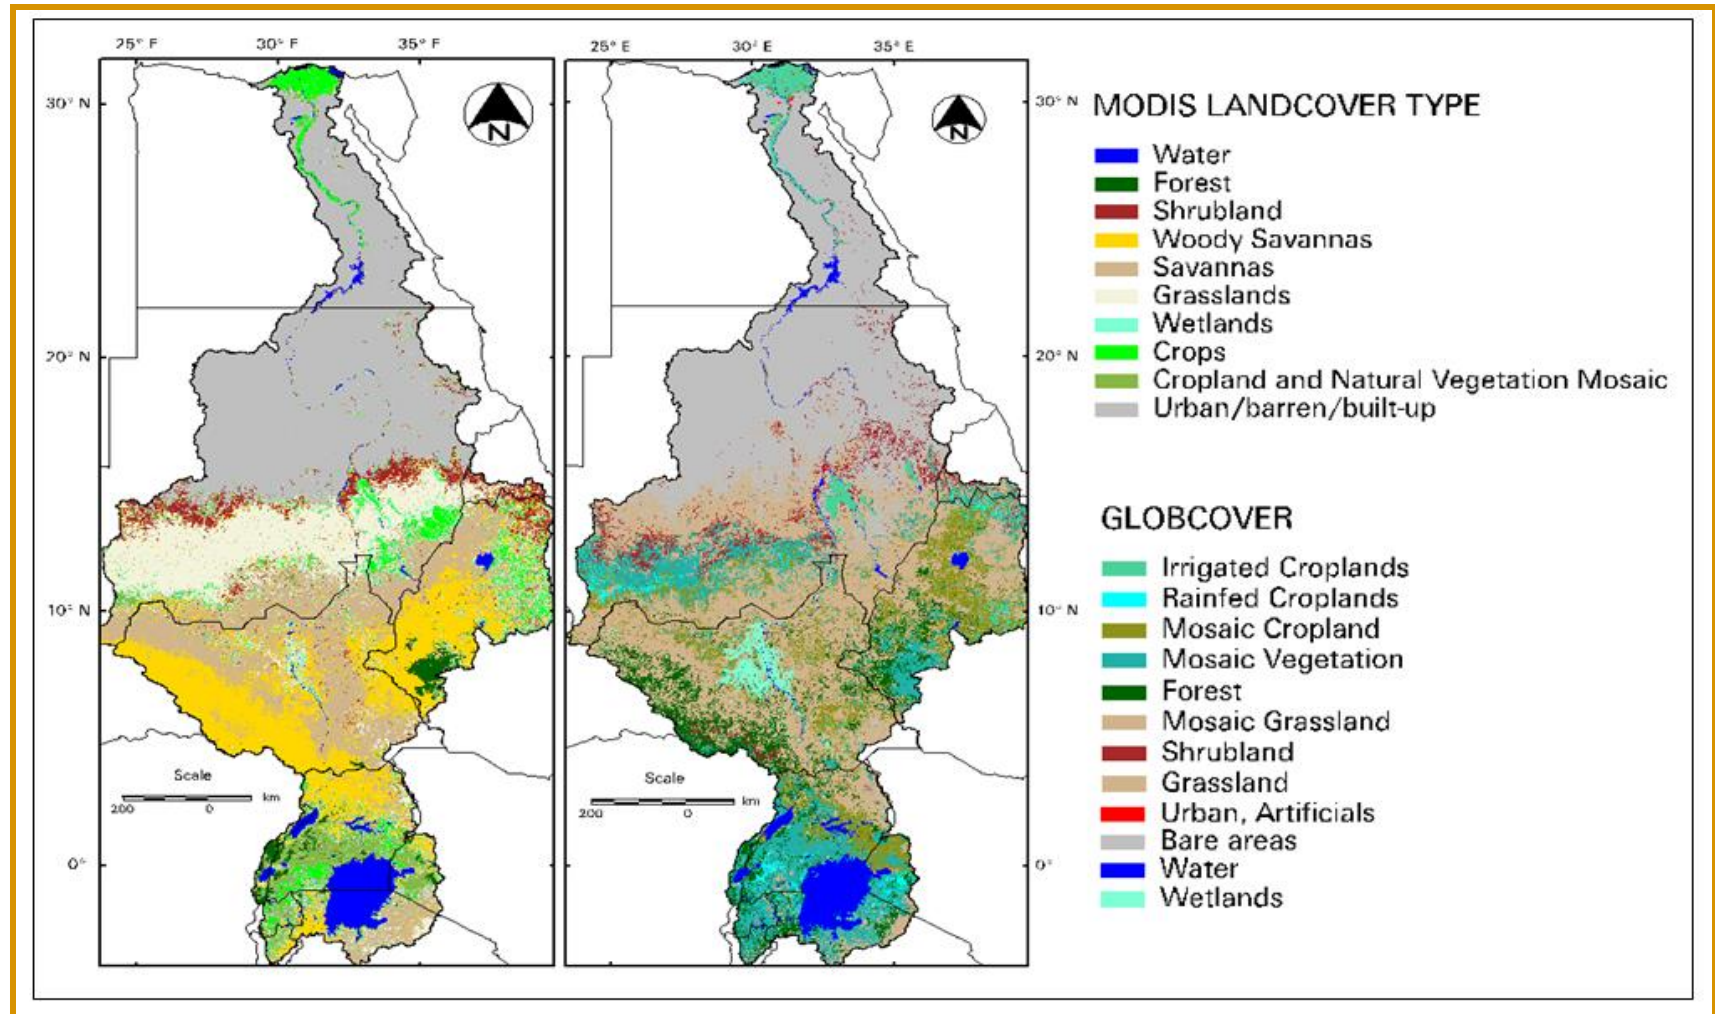 25° F 30° F 35° F
25° E 30° E 35° E
30° N
30° N
N
N
20° N
20° N
10° N
10° N
0°
0°
Scale
200 0 km
Scale
200 0 km
MODIS LANDCOVER TYPE
Water
Forest
Shrubland
Woody Savannas
Savannas
Grasslands
Wetlands
Crops
Cropland and Natural Vegetation Mosaic
Urban/barren/built-up
GLOBCOVER
Irrigated Croplands
Rainfed Croplands
Mosaic Cropland
Mosaic Vegetation
Forest
Mosaic Grassland
Shrubland
Grassland
Urban, Artificials
Bare areas
Water
Wetlands